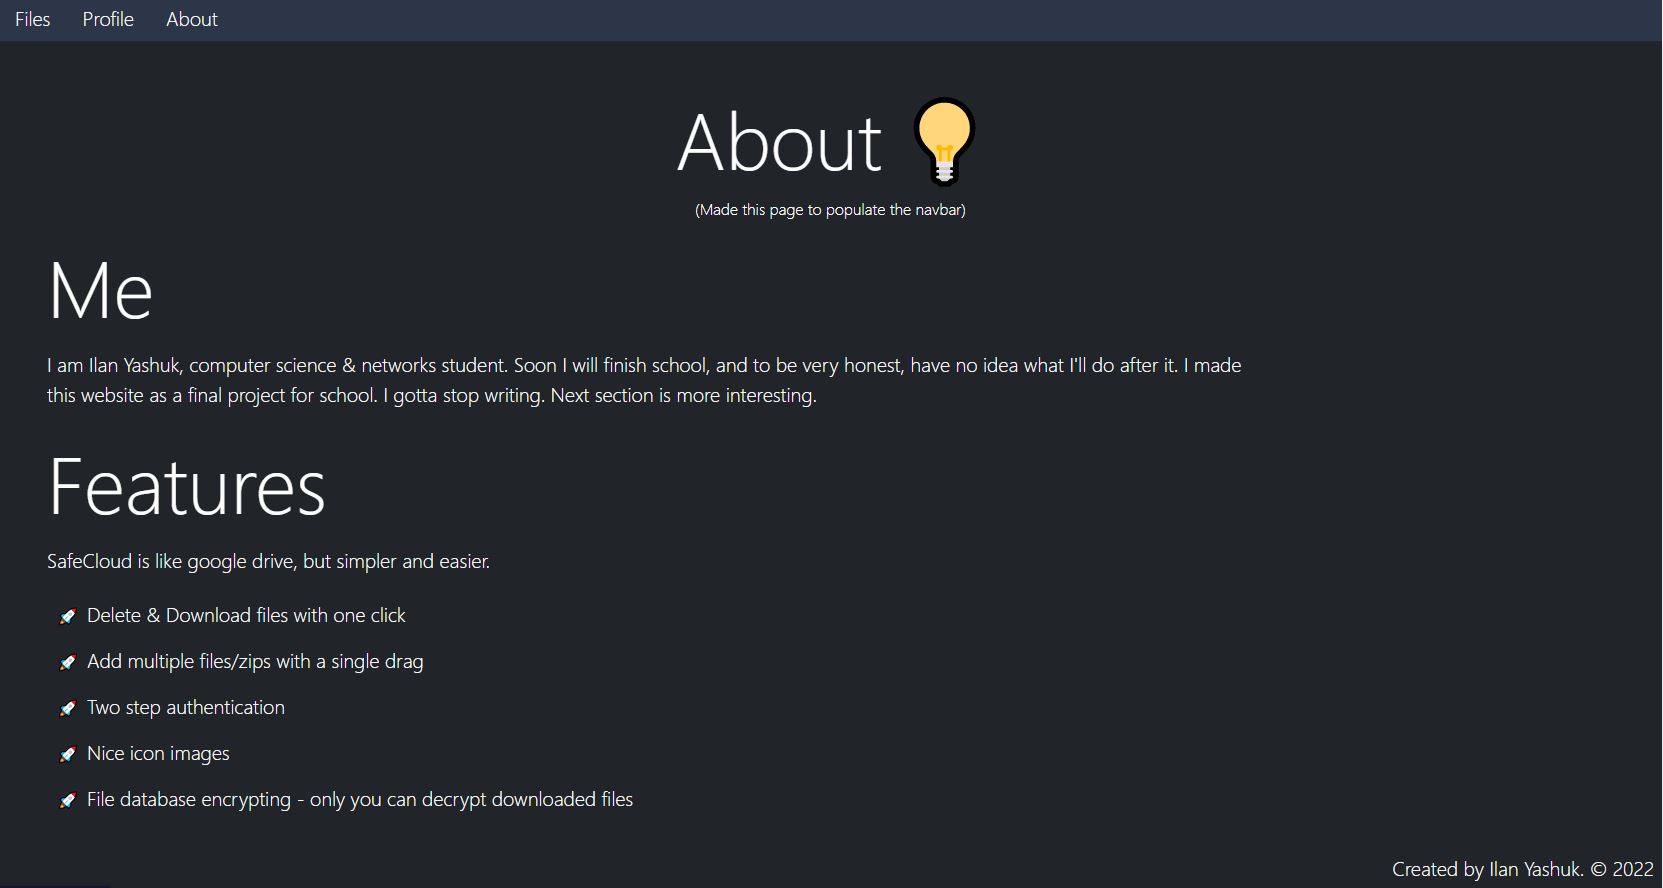 Files Profile About
About
(Made this page to populate the navbar)
Me
I am Ilan Yashuk, computer science & networks student. Soon I will finish school, and to be very honest, have no idea what I'll do after it. I made
this website as a final project for school. I gotta stop writing. Next section is more interesting.
Features
SafeCloud is like google drive, but simpler and easier.
Delete & Download files with one click
Add multiple files/zips with a single drag
Two step authentication
Nice icon images
File database encrypting - only you can decrypt downloaded files
Created by Ilan Yashuk. © 2022